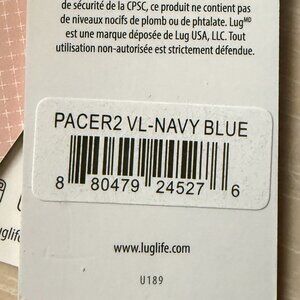 de sécurité de la CPSC, ce produit ne contient pas
de niveaux nocifs de plomb ou de phtalate. Lugᴹᴰ
est une marque déposée de Lug USA, LLC. Tout
utilisation non-autorisée est strictement défendue.
PACER2 VL-NAVY BLUE
8 80479 24527 6
www.luglife.com
U189
uglife